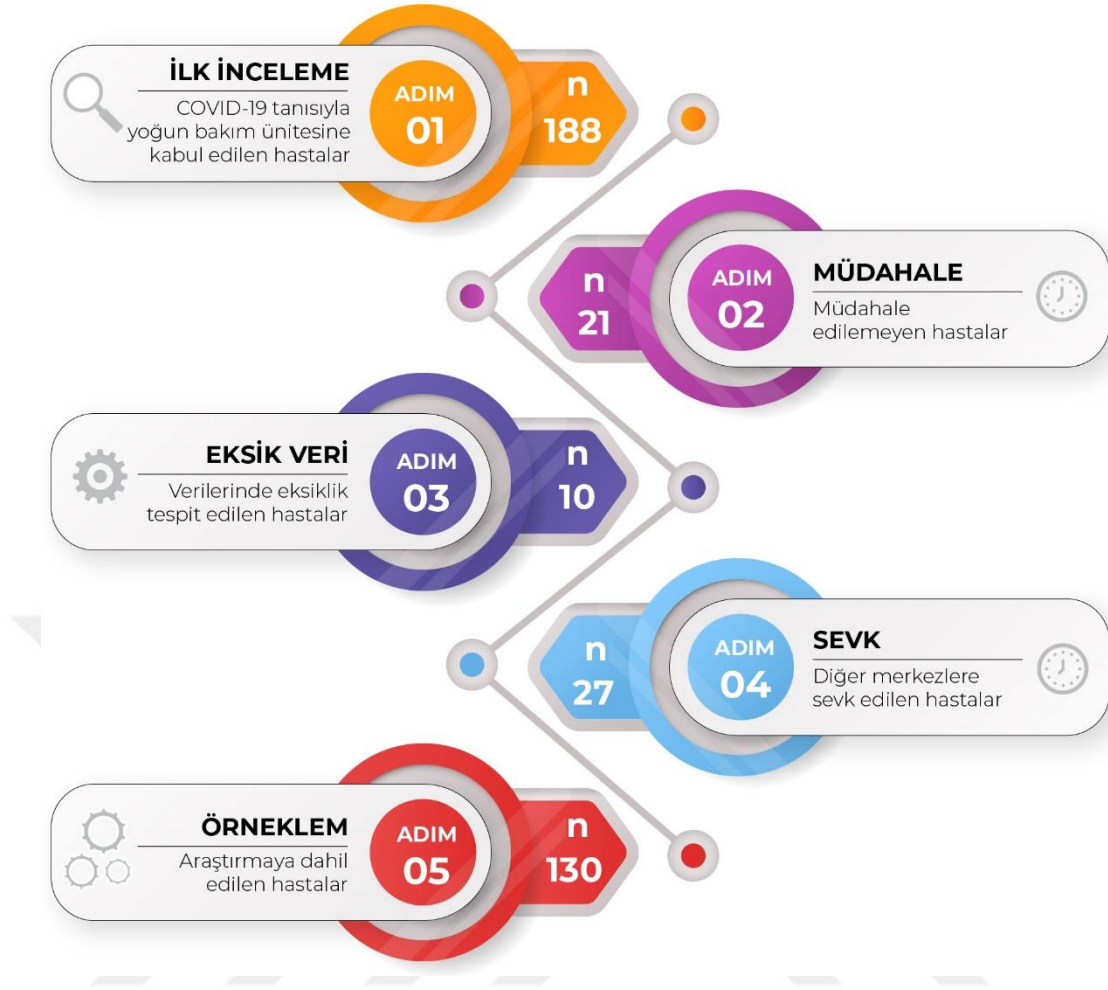 İLK İNCELEME
COVID-19 tanısıyla
yoğun bakım ünitesine
kabul edilen hastalar
ADIM
01
n
188
n
21
ADIM
02
MÜDAHALE
Müdahale
edilemeyen hastalar
EKSİK VERİ
Verilerinde eksiklik
tespit edilen hastalar
ADIM
03
n
10
n
27
ADIM
04
SEVK
Diğer merkezlere
sevk edilen hastalar
ÖRNEKLEM
Araştırmaya dahil
edilen hastalar
ADIM
05
n
130